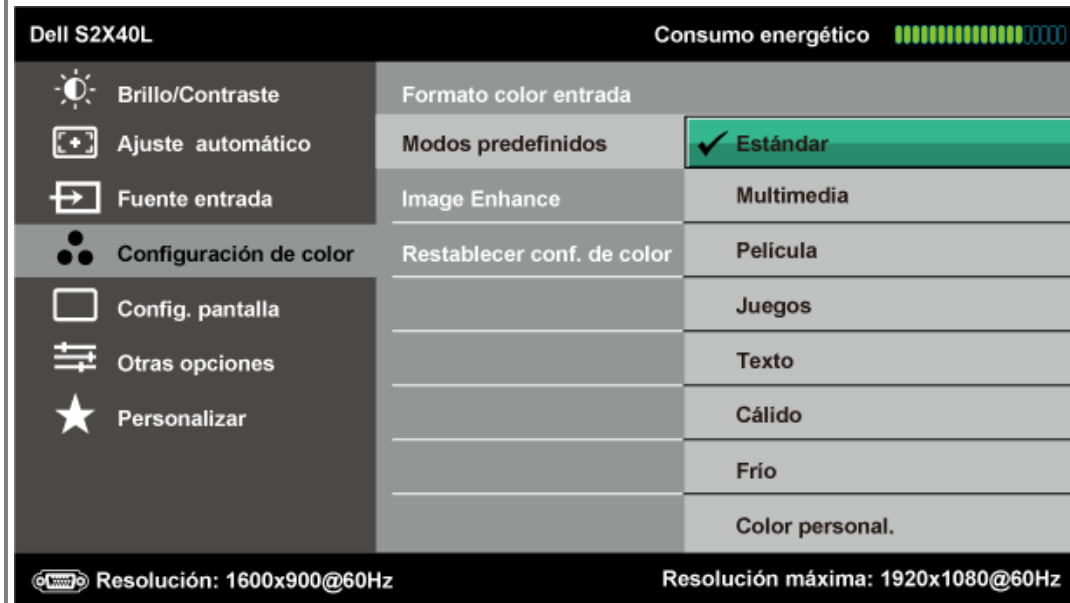 Dell S2X40L
Consumo energético
Brillo/Contraste
Ajuste automático
Fuente entrada
Configuración de color
Config. pantalla
Otras opciones
Personalizar
Formato color entrada
Modos predefinidos
Image Enhance
Restablecer conf. de color
Estándar
Multimedia
Película
Juegos
Texto
Cálido
Frío
Color personal.
Resolución: 1600x900@60Hz
Resolución máxima: 1920x1080@60Hz